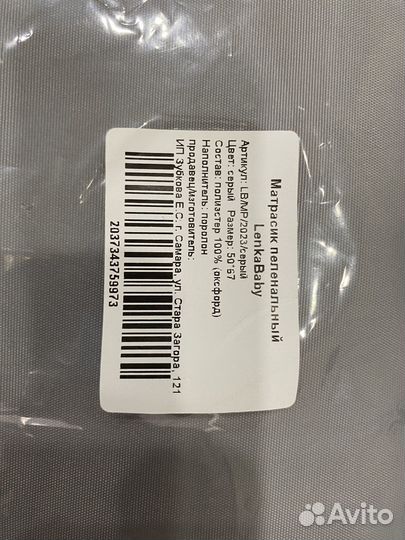 Матрасик пеленальный
LenkaBaby
Артикул: LB/MP/2023/серый
Цвет: серый Размер: 50*67
Состав: полиэстер 100% (оксфорд)
Наполнитель: поролон
продавец/изготовитель:
ИП Зубкова Е.С. г. Самара, ул. Стара Загора, 121
2037343759973
Avito